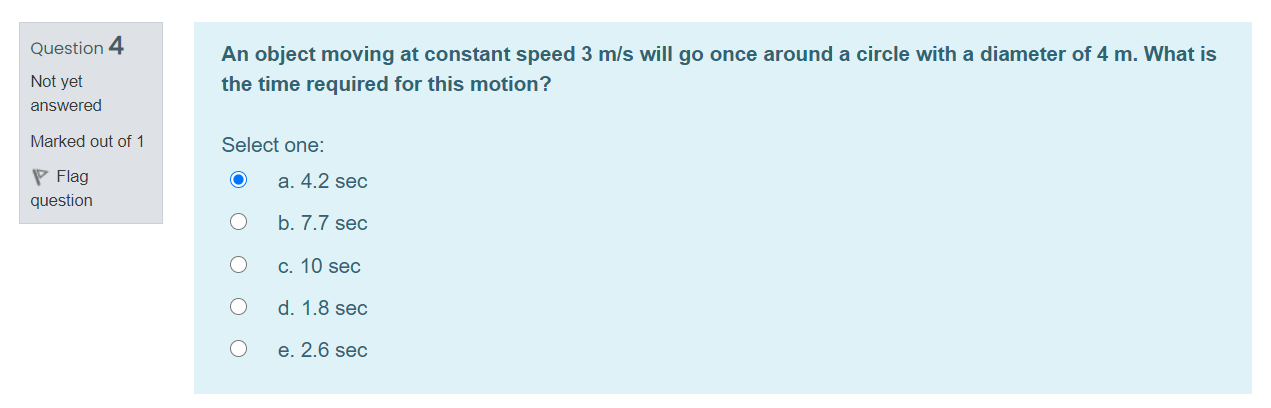 Question 4
Not yet
answered
Marked out of 1
Flag
question
An object moving at constant speed 3 m/s will go once around a circle with a diameter of 4 m. What is
the time required for this motion?
Select one:
a. 4.2 sec
b. 7.7 sec
c. 10 sec
d. 1.8 sec
e. 2.6 sec